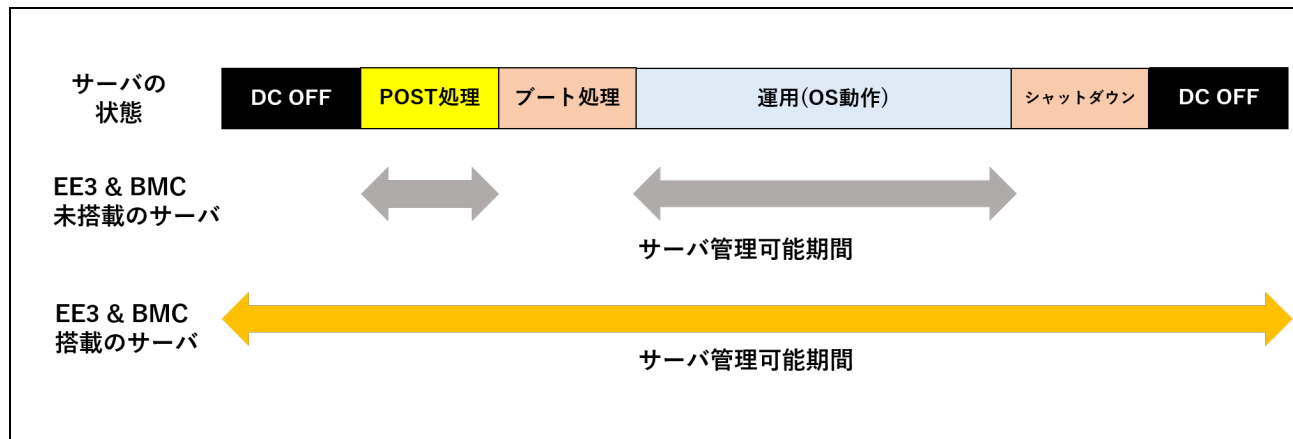 サーバの
状態
DC OFF
POST処理
ブート処理
運用(OS動作)
シャットダウン
DC OFF
EE3 & BMC
未搭載のサーバ
サーバ管理可能期間
EE3 & BMC
搭載のサーバ
サーバ管理可能期間